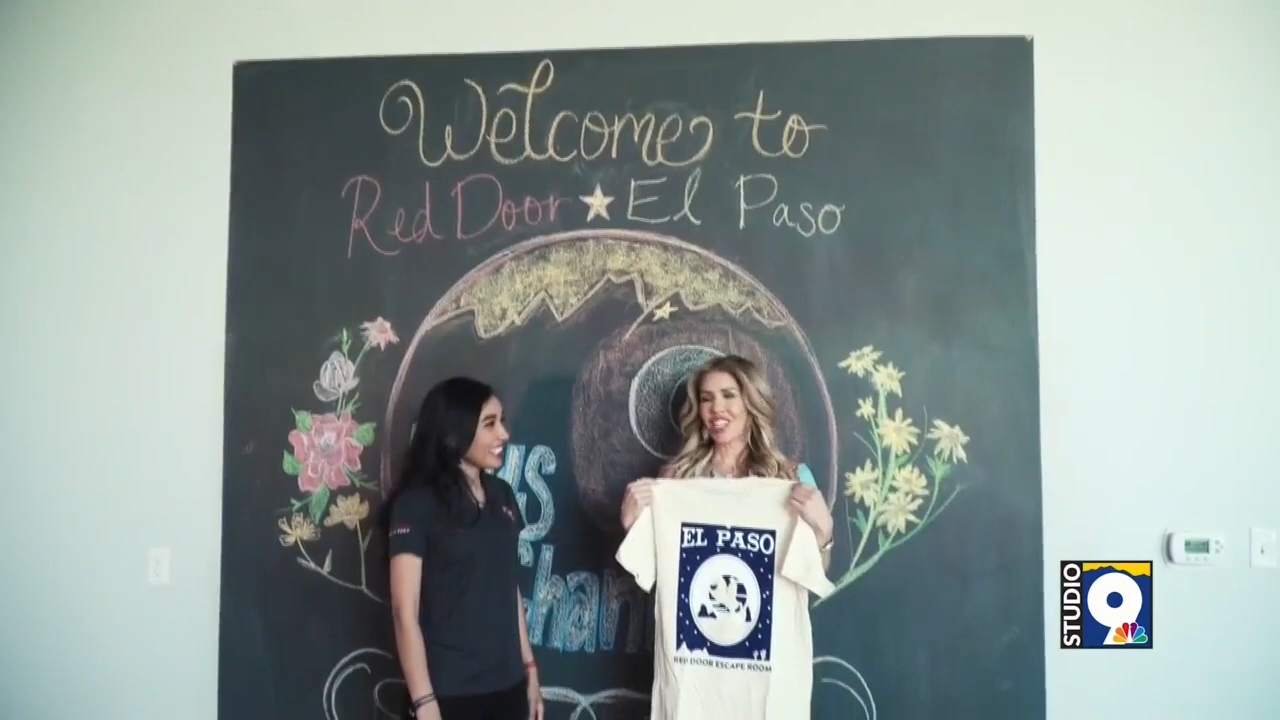 Welcome to
Red Door El Paso
EL PASO
RED DOOR ESCAPE ROOM
STUDIO
9